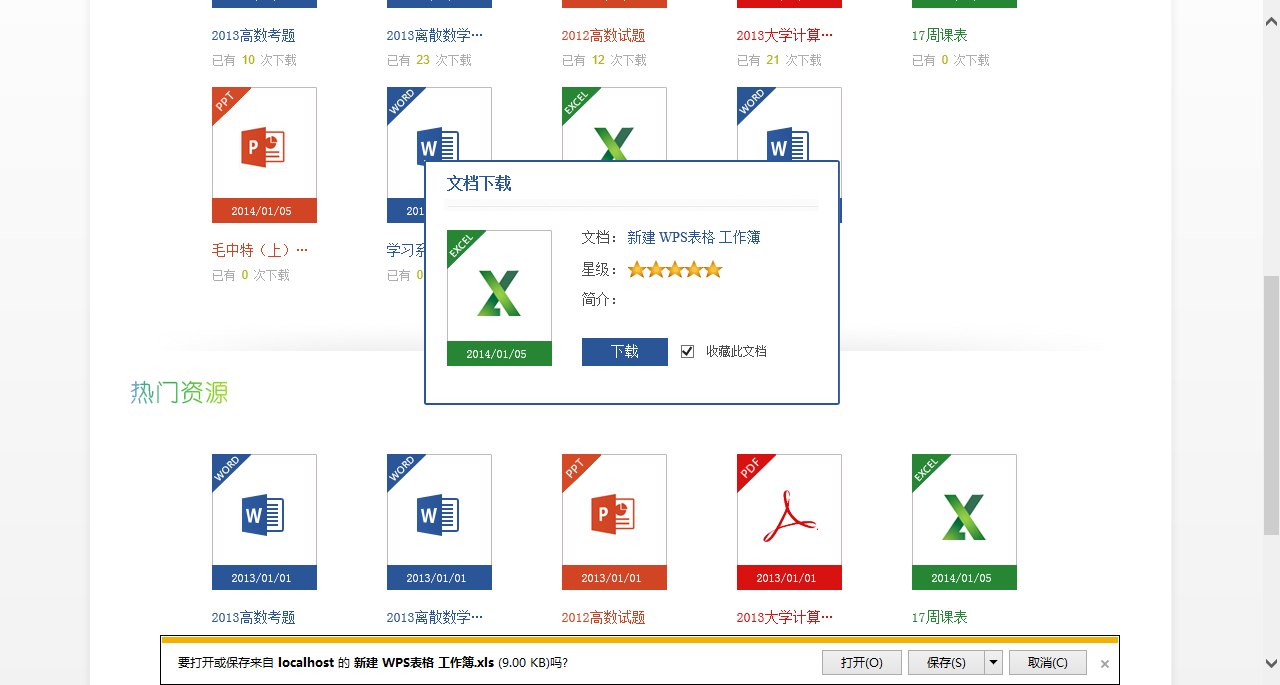 2013高数考题 2013离散数学··· 2012高数试题 2013大学计算··· 17周课表
已有 10 次下载 已有 23 次下载 已有 12 次下载 已有 21 次下载 已有 0 次下载
PPT WORD EXCEL WORD
P W X W
2014/01/05 201
毛中特（上）··· 学习系
已有 0 次下载 已有 0
文档下载
EXCEL
X
2014/01/05
文档： 新建 WPS表格 工作簿
星级：
简介：
下载 收藏此文档
热门资源
WORD WORD PPT PDF EXCEL
W W P X
2013/01/01 2013/01/01 2013/01/01 2013/01/01 2014/01/05
2013高数考题 2013离散数学··· 2012高数试题 2013大学计算··· 17周课表
要打开或保存来自 localhost 的 新建 WPS表格 工作簿.xls (9.00 KB)吗? 打开(O) 保存(S) 取消(C) ×